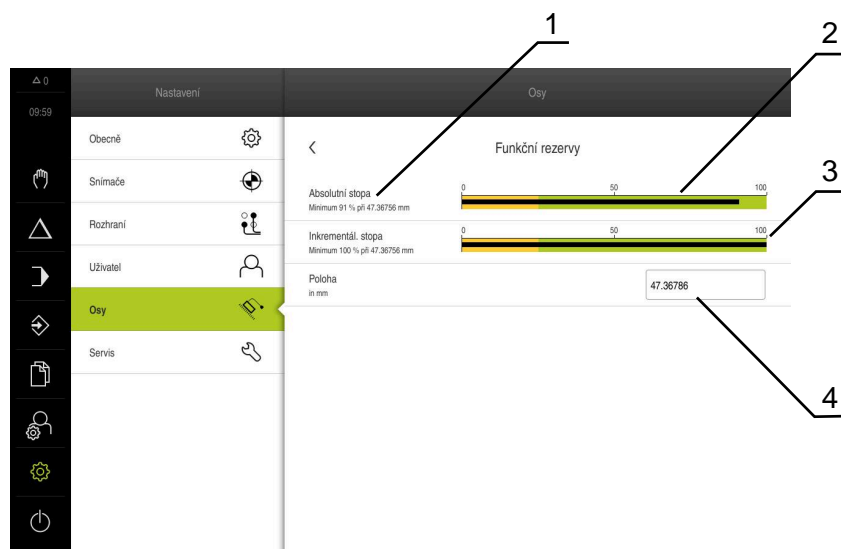 1
2
△ 0
Nastavení
Osy
09:59
Obecně
Funkční rezervy
3
Snímače
Absolutní stopa
0
50
100
Minimum 91 % při 47.36756 mm
Rozhraní
Inkrementál. stopa
0
50
100
Minimum 100 % při 47.36756 mm
Uživatel
Poloha
in mm
47.36786
Osy
Servis
4